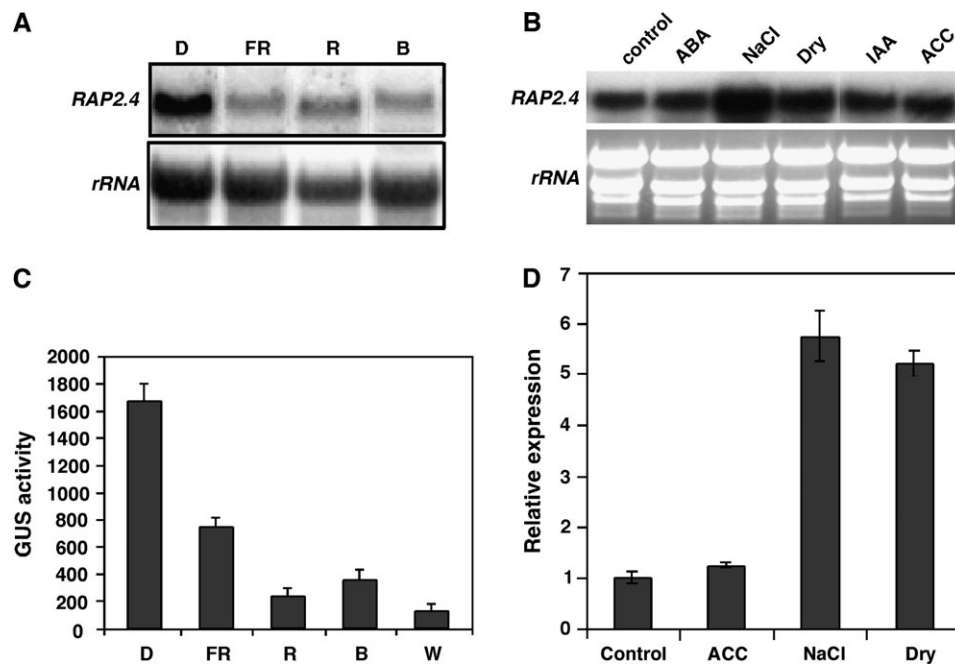 A
D FR R B
RAP2.4
rRNA
B
control ABA NaCl Dry IAA ACC
RAP2.4
rRNA
C
GUS activity
2000
1800
1600
1400
1200
1000
800
600
400
200
0
D FR R B W
D
Relative expression
7
6
5
4
3
2
1
0
Control ACC NaCl Dry